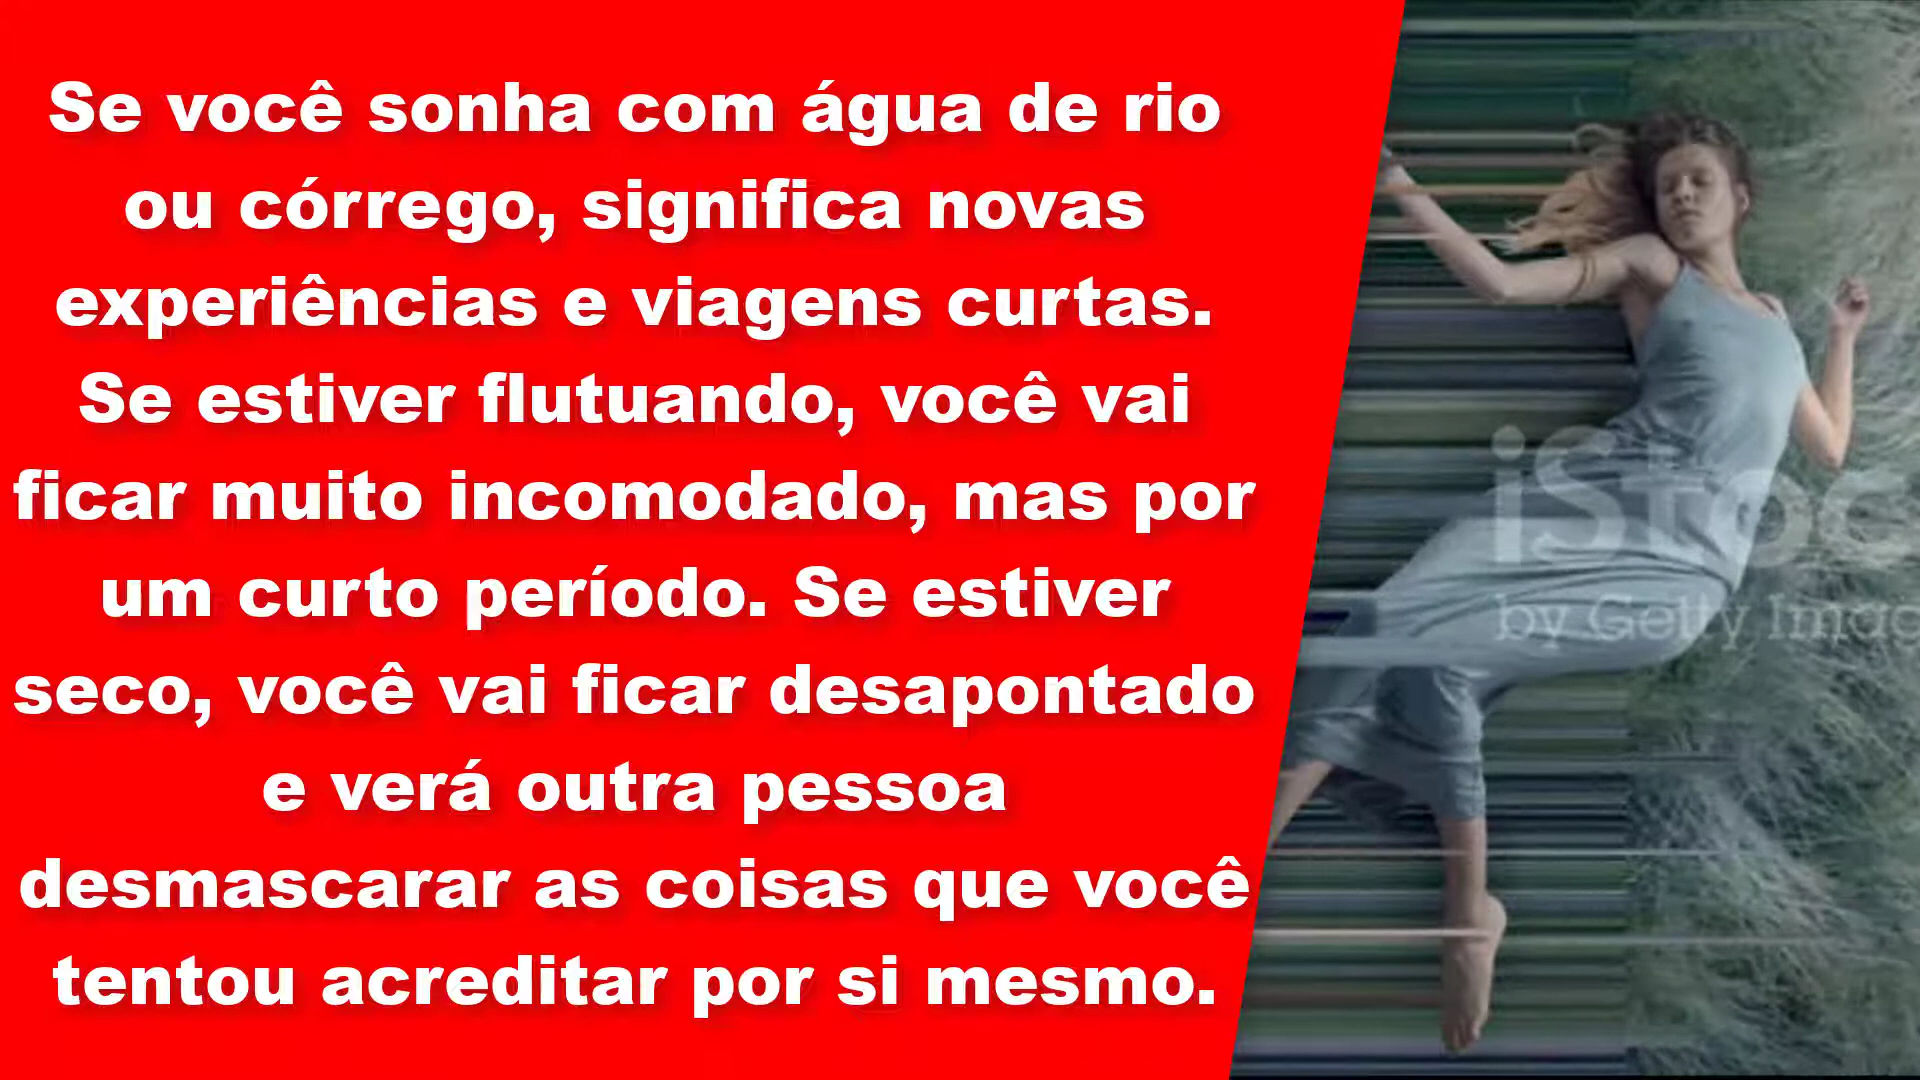 Se você sonha com água de rio
ou córrego, significa novas
experiências e viagens curtas.
Se estiver flutuando, você vai
ficar muito incomodado, mas por
um curto período. Se estiver
seco, você vai ficar desapontado
e verá outra pessoa
desmascarar as coisas que você
tentou acreditar por si mesmo.
iStoc
by Getty Imag